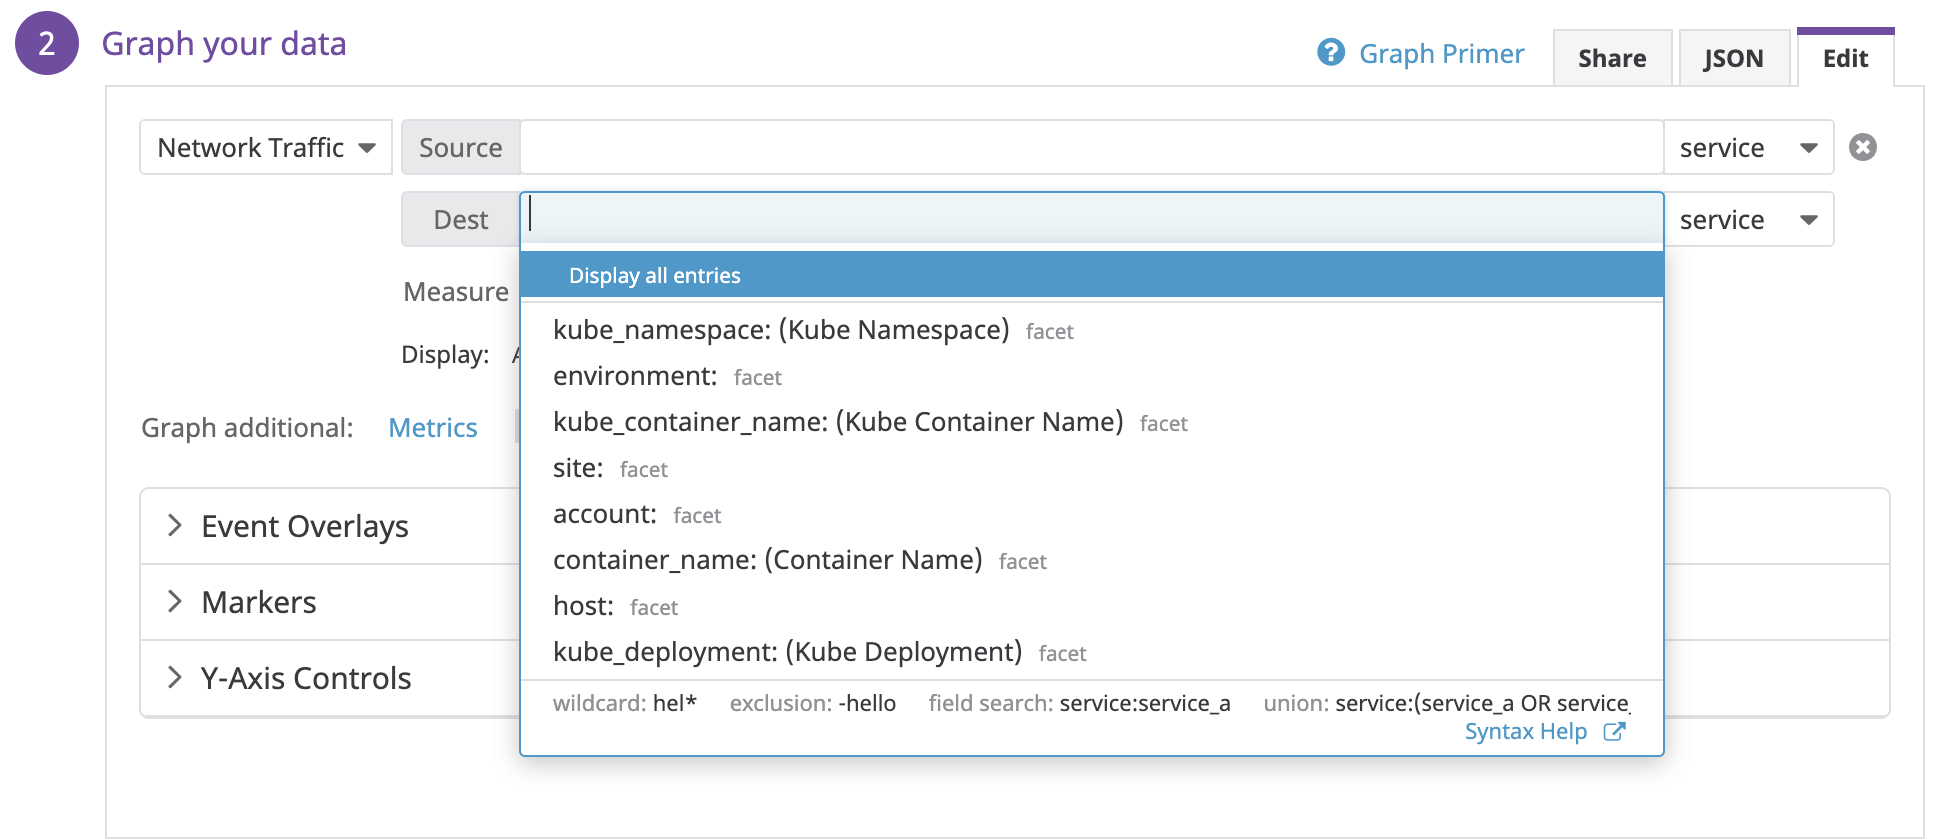 2 Graph your data
Graph Primer Share JSON Edit
Network Traffic Source service
Dest service
Display all entries
Measure
kube_namespace: (Kube Namespace) facet
Display:
environment: facet
kube_container_name: (Kube Container Name) facet
Graph additional: Metrics
site: facet
account: facet
Event Overlays
container_name: (Container Name) facet
Markers
host: facet
kube_deployment: (Kube Deployment) facet
Y-Axis Controls
wildcard: hel* exclusion: -hello field search: service:service_a union: service:(service_a OR service_
Syntax Help